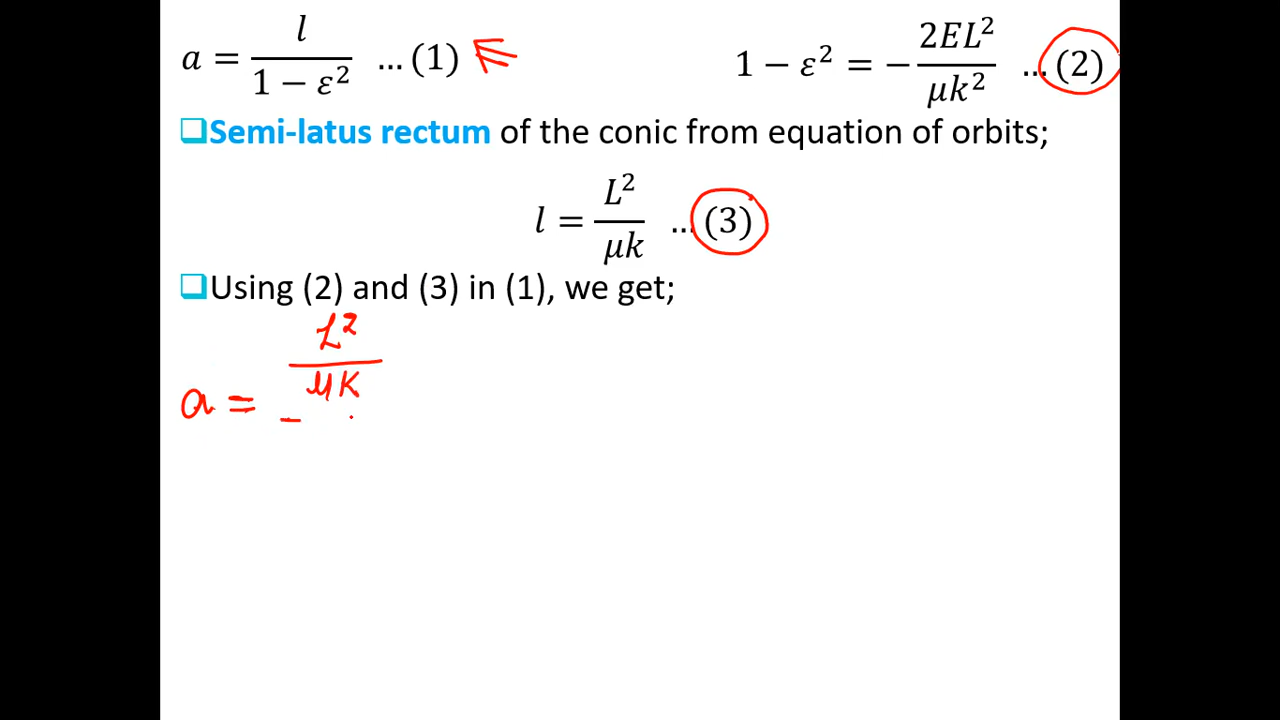 a = l / (1 − ε²) ... (1)
1 − ε² = − 2EL² / μk² ... (2)
❑Semi-latus rectum of the conic from equation of orbits;
l = L² / μk ... (3)
❑Using (2) and (3) in (1), we get;
L²
a = μK
−